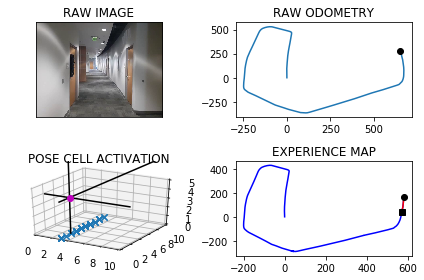 RAW IMAGE
RAW ODOMETRY
500
250
0
-250
-250 0 250 500
POSE CELL ACTIVATION
5
4
3
2
1
0
0 2 4 6 8 10
0 2 4 6 8 10
EXPERIENCE MAP
400
200
0
-200
-200 0 200 400 600